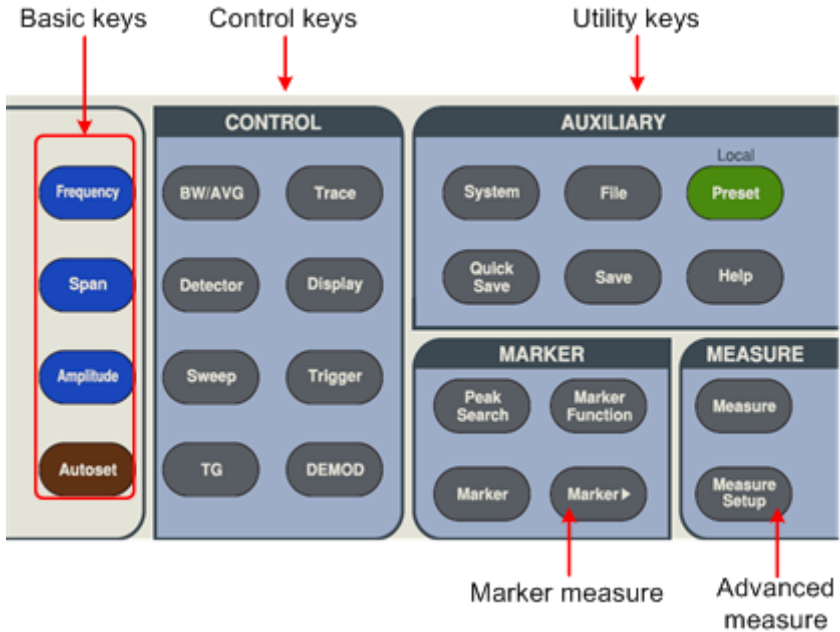 Basic keys
Control keys
Utility keys
CONTROL
AUXILIARY
Local
Frequency
BW/AVG
Trace
System
File
Preset
Span
Detector
Display
Quick
Save
Save
Help
MARKER
MEASURE
Amplitude
Sweep
Trigger
Peak
Search
Marker
Function
Measure
Autoset
TG
DEMOD
Marker
Marker▶
Measure
Setup
Marker measure
Advanced
measure